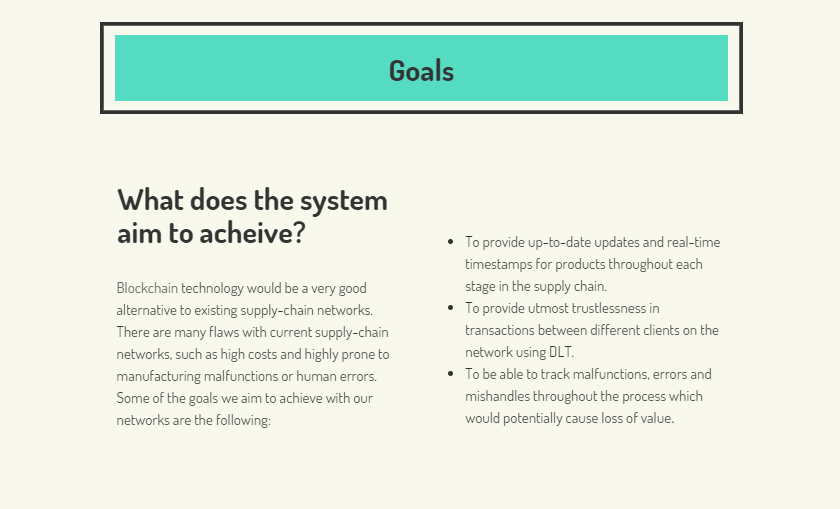 Goals
What does the system
aim to acheive?
Blockchain technology would be a very good
alternative to existing supply-chain networks.
There are many flaws with current supply-chain
networks, such as high costs and highly prone to
manufacturing malfunctions or human errors.
Some of the goals we aim to achieve with our
networks are the following:
• To provide up-to-date updates and real-time
timestamps for products throughout each
stage in the supply chain.
• To provide utmost trustlessness in
transactions between different clients on the
network using DLT.
• To be able to track malfunctions, errors and
mishandles throughout the process which
would potentially cause loss of value.